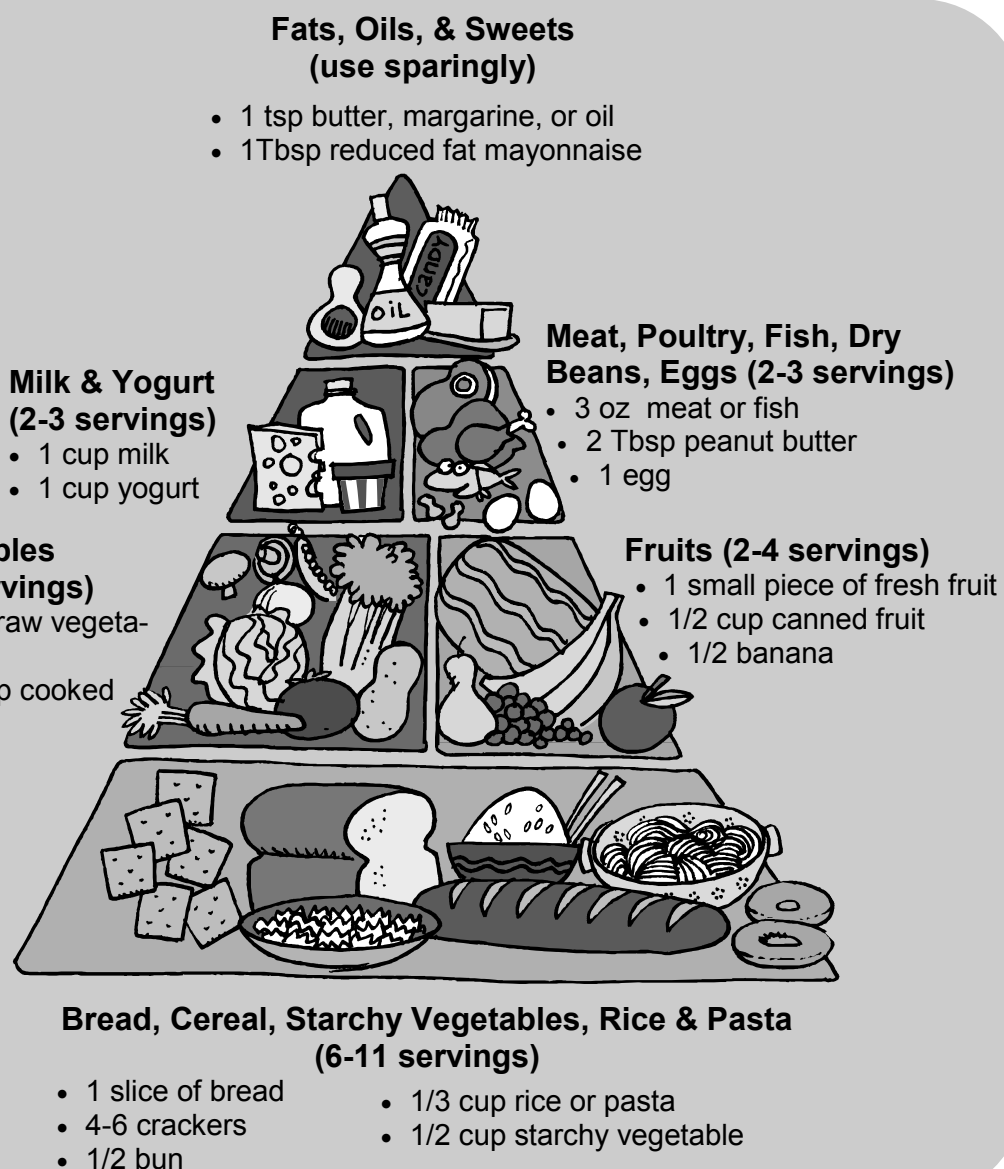 Fats, Oils, & Sweets
(use sparingly)
• 1 tsp butter, margarine, or oil
• 1Tbsp reduced fat mayonnaise
CANDY
OIL
Meat, Poultry, Fish, Dry
Beans, Eggs (2-3 servings)
• 3 oz meat or fish
• 2 Tbsp peanut butter
• 1 egg
Milk & Yogurt
(2-3 servings)
• 1 cup milk
• 1 cup yogurt
bles
vings)
raw vegeta-
p cooked
Fruits (2-4 servings)
• 1 small piece of fresh fruit
• 1/2 cup canned fruit
• 1/2 banana
Bread, Cereal, Starchy Vegetables, Rice & Pasta
(6-11 servings)
• 1 slice of bread
• 4-6 crackers
• 1/2 bun
• 1/3 cup rice or pasta
• 1/2 cup starchy vegetable